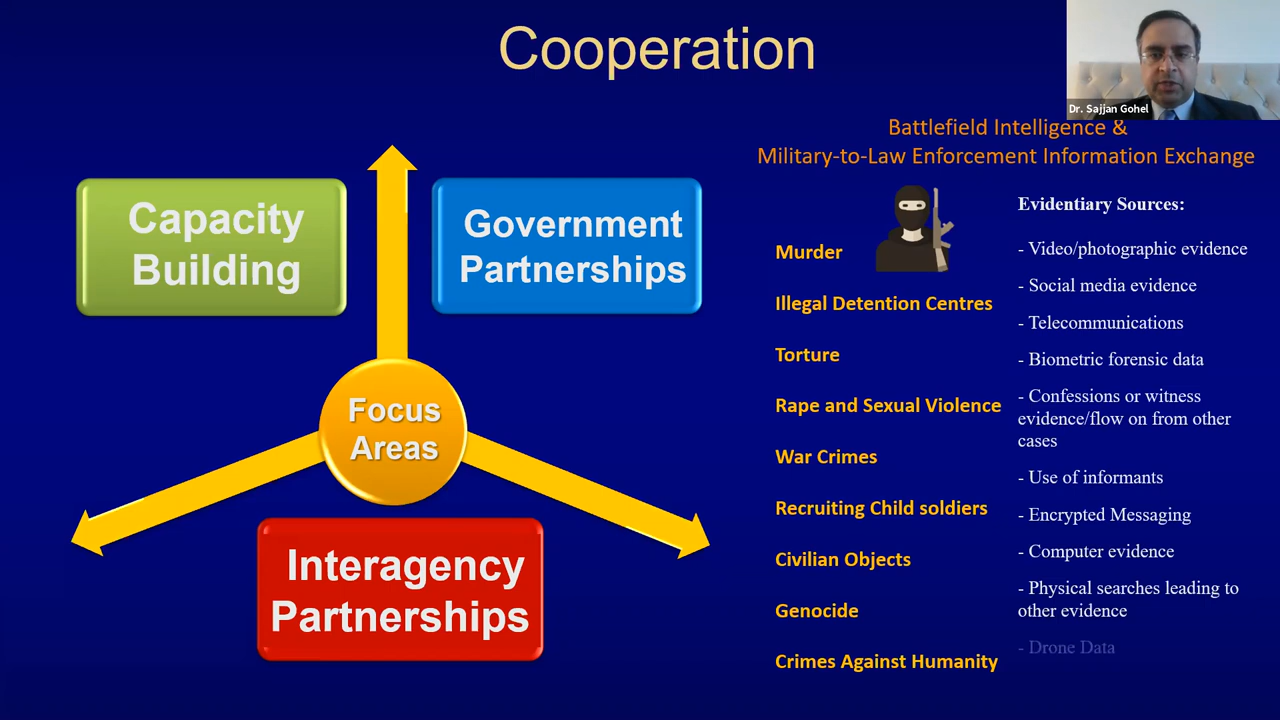 Cooperation
Dr. Sajjan Gohel
Capacity
Building
Government
Partnerships
Focus
Areas
Interagency
Partnerships
Battlefield Intelligence &
Military-to-Law Enforcement Information Exchange
Murder
Illegal Detention Centres
Torture
Rape and Sexual Violence
War Crimes
Recruiting Child soldiers
Civilian Objects
Genocide
Crimes Against Humanity
Evidentiary Sources:
- Video/photographic evidence
- Social media evidence
- Telecommunications
- Biometric forensic data
- Confessions or witness
evidence/flow on from other
cases
- Use of informants
- Encrypted Messaging
- Computer evidence
- Physical searches leading to
other evidence
- Drone Data